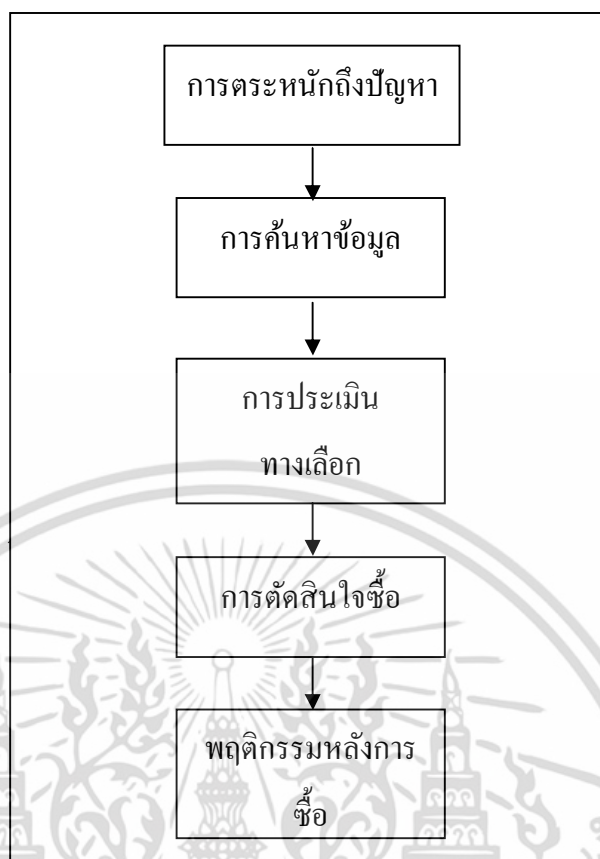 การตระหนักถึงปัญหา
การค้นหาข้อมูล
การประเมิน
ทางเลือก
การตัดสินใจซื้อ
พฤติกรรมหลังการ
ซื้อ